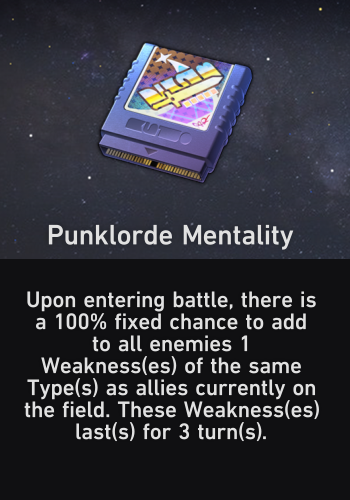 Punklorde Mentality
Upon entering battle, there is
a 100% fixed chance to add
to all enemies 1
Weakness(es) of the same
Type(s) as allies currently on
the field. These Weakness(es)
last(s) for 3 turn(s).